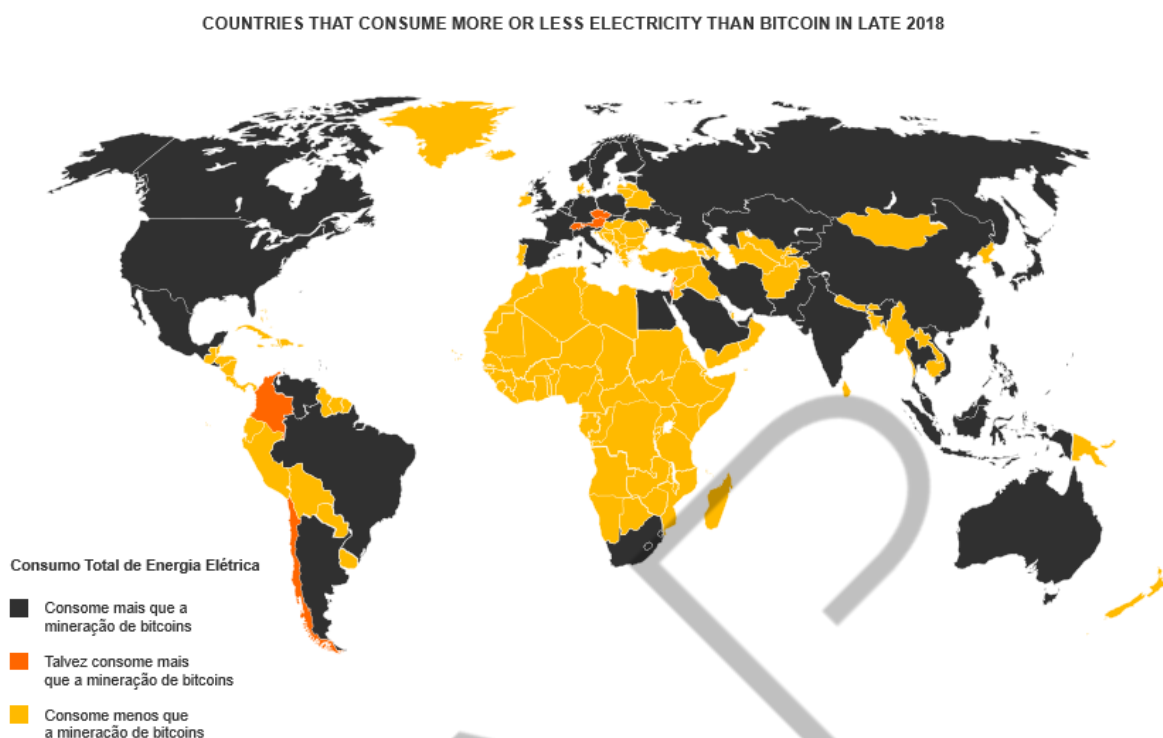 COUNTRIES THAT CONSUME MORE OR LESS ELECTRICITY THAN BITCOIN IN LATE 2018
Consumo Total de Energia Elétrica
Consome mais que a
mineração de bitcoins
Talvez consome mais
que a mineração de bitcoins
Consome menos que
a mineração de bitcoins